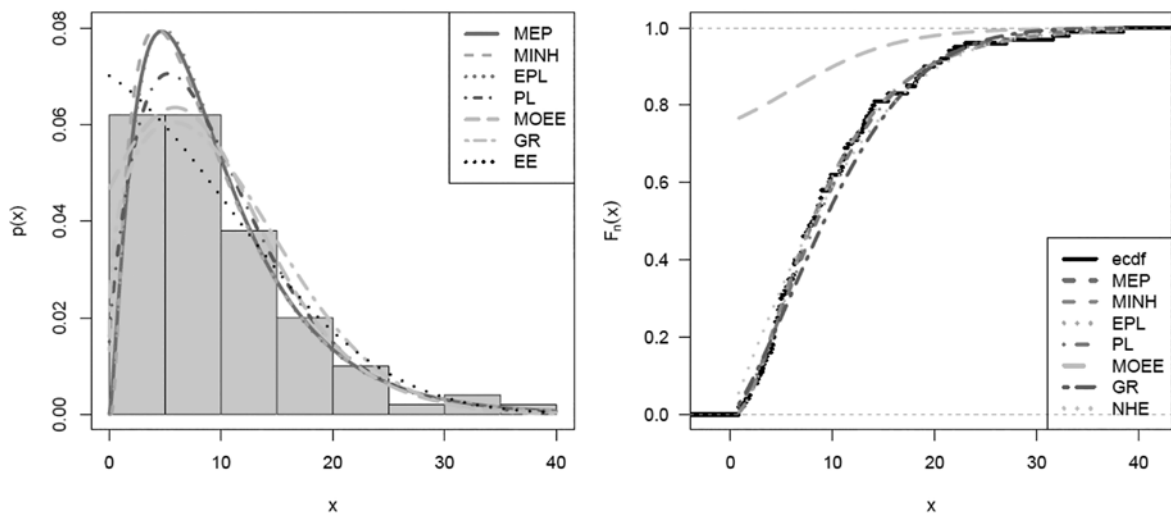 p(x)
0.08
0.06
0.04
0.02
0.00
MEP
MINH
EPL
PL
MOEE
GR
EE
0 10 20 30 40
x
Fn(x)
1.0
0.8
0.6
0.4
0.2
0.0
ecdf
MEP
MINH
EPL
PL
MOEE
GR
NHE
0 10 20 30 40
x